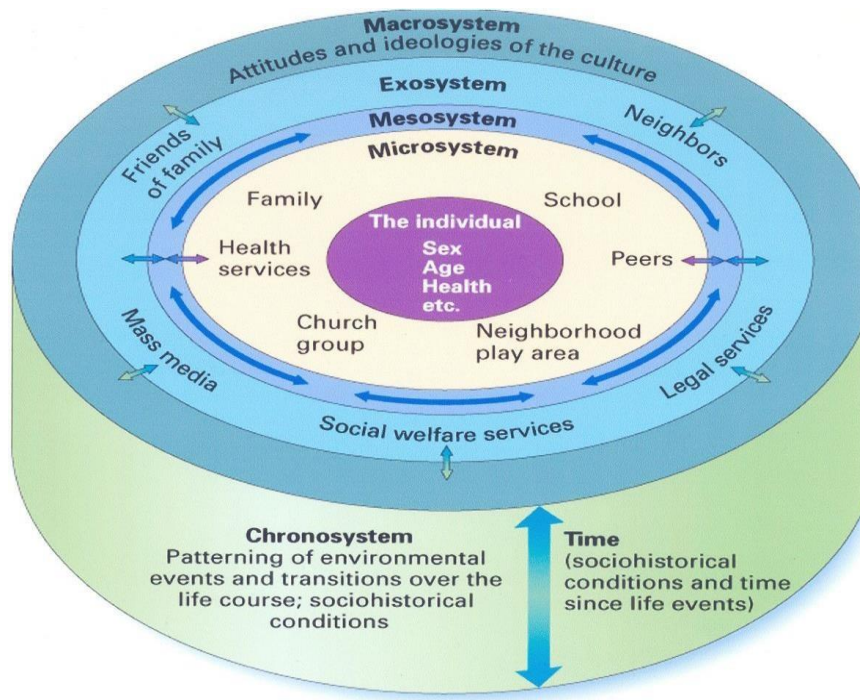 Macrosystem
Attitudes and ideologies of the culture
Exosystem
Mesosystem
Microsystem
Friends
of family
Neighbors
Family
School
The individual
Sex
Age
Health
etc.
Health
services
Peers
Church
group
Neighborhood
play area
Mass media
Legal services
Social welfare services
Chronosystem
Patterning of environmental
events and transitions over the
life course; sociohistorical
conditions
Time
(sociohistorical
conditions and time
since life events)